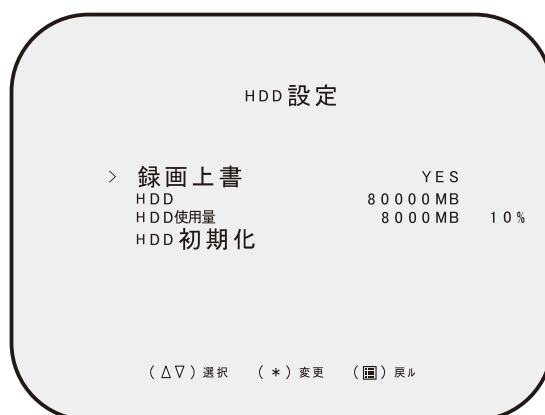 HDD設定
> 録画上書 YES
HDD 80000MB
HDD使用量 8000MB 10%
HDD初期化
(△▽)選択 (*)変更 (▤)戻ル